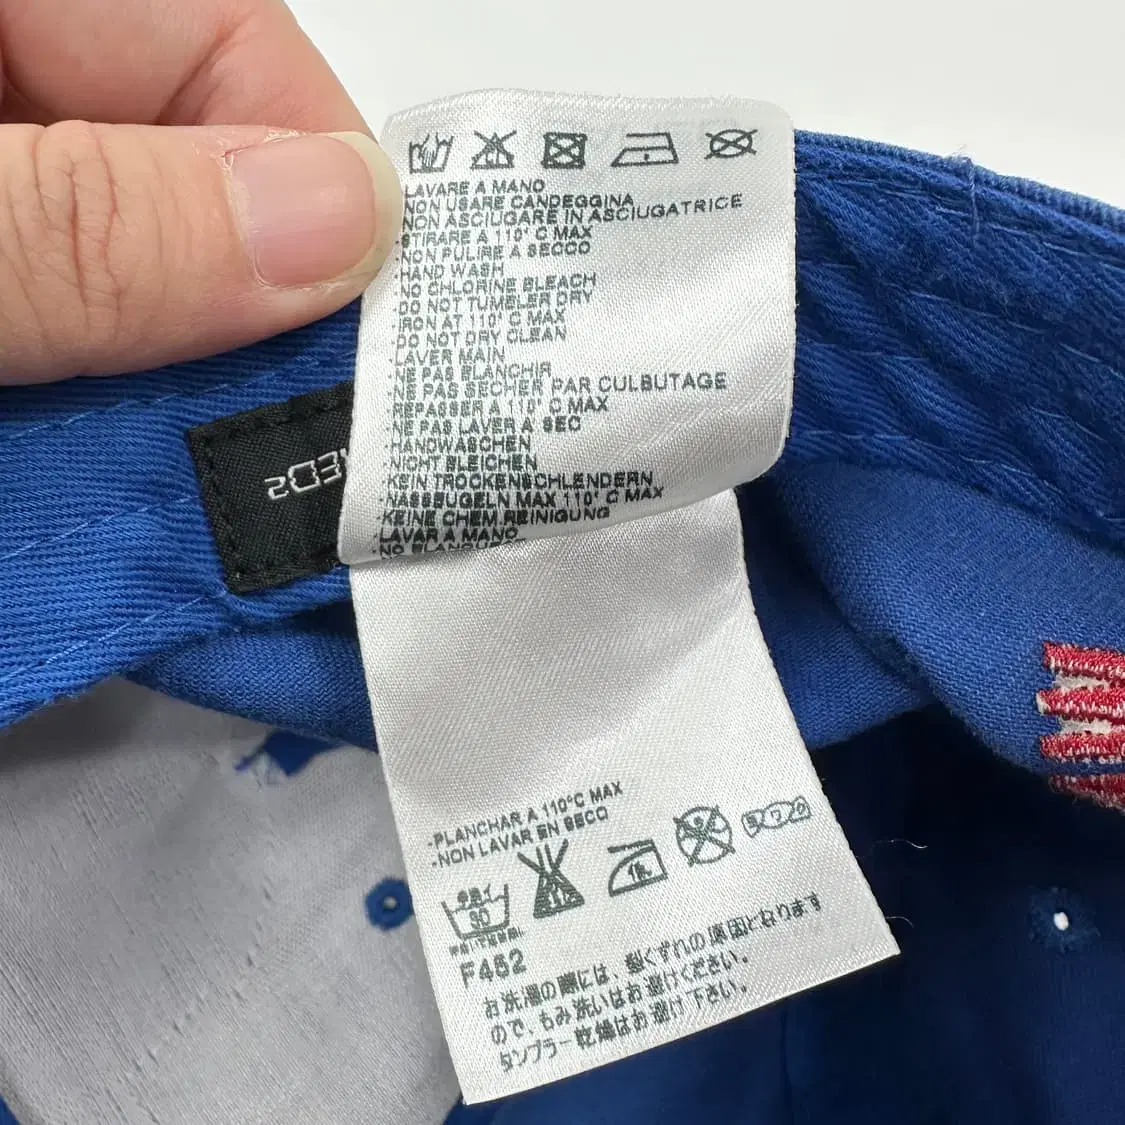 -LAVARE A MANO
-NON USARE CANDEGGINA
-NON ASCIUGARE IN ASCIUGATRICE
-STIRARE A 110° C MAX
-NON PULIRE A SECCO
-HAND WASH
-NO CHLORINE BLEACH
-DO NOT TUMBLER DRY
-IRON AT 110° C MAX
-DO NOT DRY CLEAN
-LAVER MAIN
-NE PAS BLANCHIR
-NE PAS SECHER PAR CULBUTAGE
-REPASSER A 110° C MAX
-NE PAS LAVER A SEC
-HANDWASCHEN
-NICHT BLEICHEN
-KEIN TROCKENSCHLENDERN
-NASSBUGELN MAX 110° C MAX
-KEINE CHEM.REINIGUNG
-LAVAR A MANO
-NO
-PLANCHAR A 110°C MAX
-NON LAVAR EN SECO
手洗イ
30
F452
お洗濯の際には、型くずれの原因となります
ので、もみ洗いはお避けください。
タンブラー乾燥はお避け下さい。